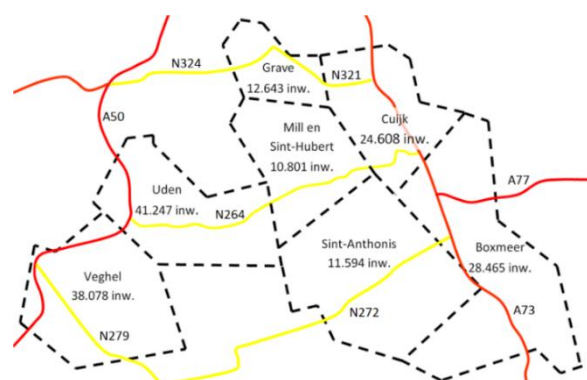 N324
Grave
12.643 inw.
N321
A50
Cuijk
24.608 inw.
Mill en
Sint-Hubert
10.801 inw.
A77
Uden
41.247 inw.
N264
Sint-Anthonis
11.594 inw.
Boxmeer
28.465 inw.
Veghel
38.078 inw.
N272
A73
N279